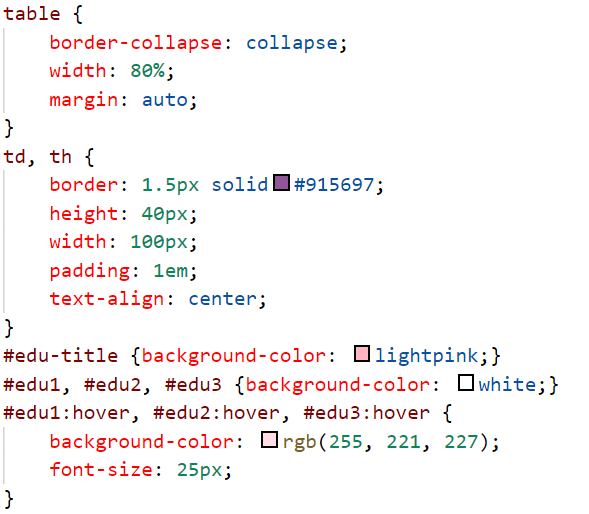 table {
    border-collapse: collapse;
    width: 80%;
    margin: auto;
}
td, th {
    border: 1.5px solid #915697;
    height: 40px;
    width: 100px;
    padding: 1em;
    text-align: center;
}
#edu-title {background-color: lightpink;}
#edu1, #edu2, #edu3 {background-color: white;}
#edu1:hover, #edu2:hover, #edu3:hover {
    background-color: rgb(255, 221, 227);
    font-size: 25px;
}